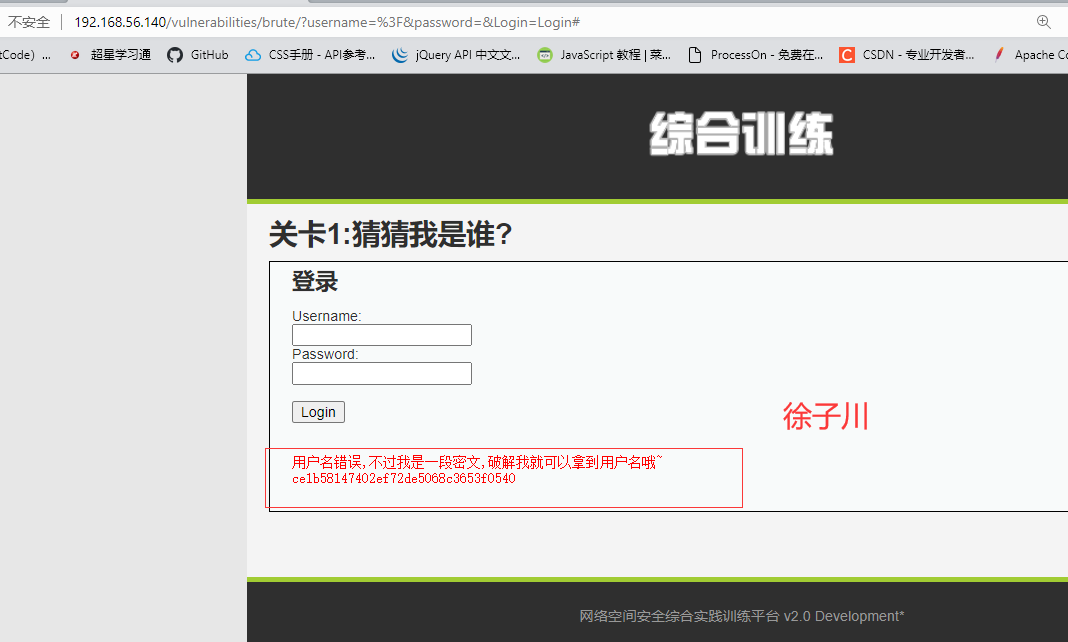 不安全 192.168.56.140/vulnerabilities/brute/?username=%3F&password=&Login=Login#
tCode) ... 超星学习通 GitHub CSS手册 - API参考... jQuery API 中文文... JavaScript 教程 | 菜... ProcessOn - 免费在... CSDN - 专业开发者... Apache Co
综合训练
关卡1:猜猜我是谁?
登录
Username:
Password:
Login
徐子川
用户名错误,不过我是一段密文,破解我就可以拿到用户名哦~
ce1b58147402ef72de5068c3653f0540
网络空间安全综合实践训练平台 v2.0 Development*